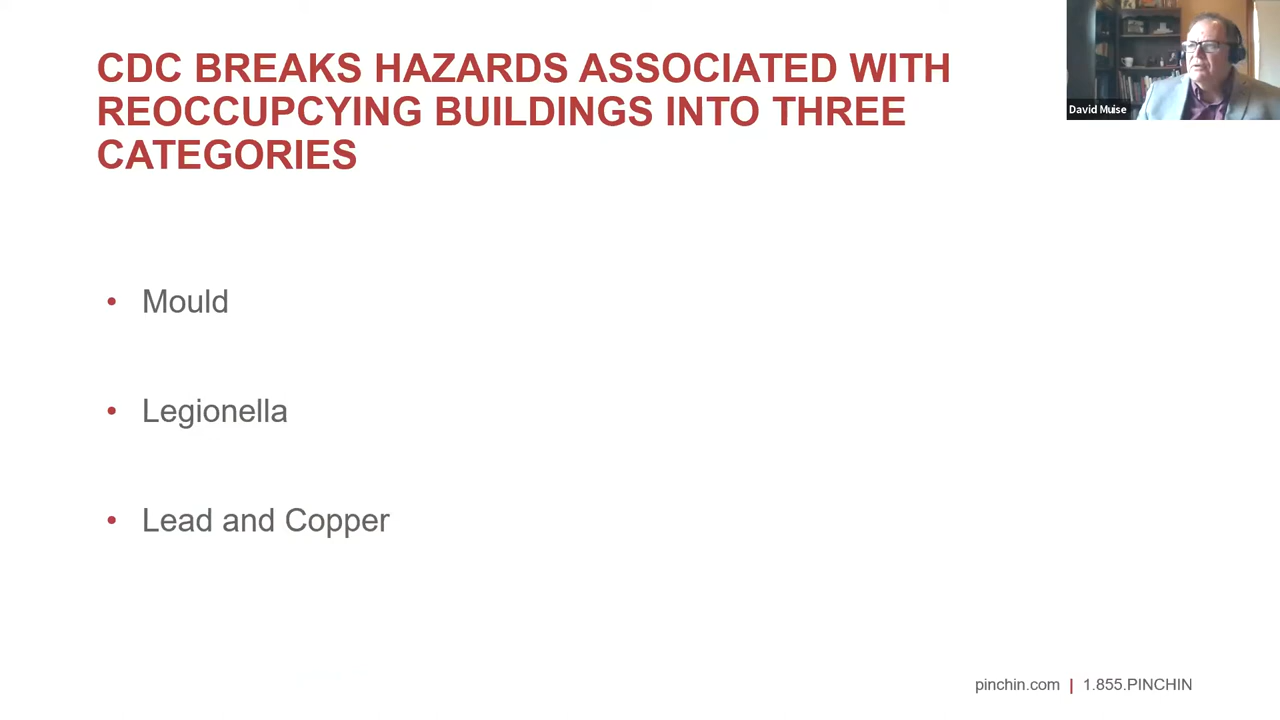 CDC BREAKS HAZARDS ASSOCIATED WITH
REOCCUPCYING BUILDINGS INTO THREE
CATEGORIES
David Muise
• Mould
• Legionella
• Lead and Copper
pinchin.com | 1.855.PINCHIN